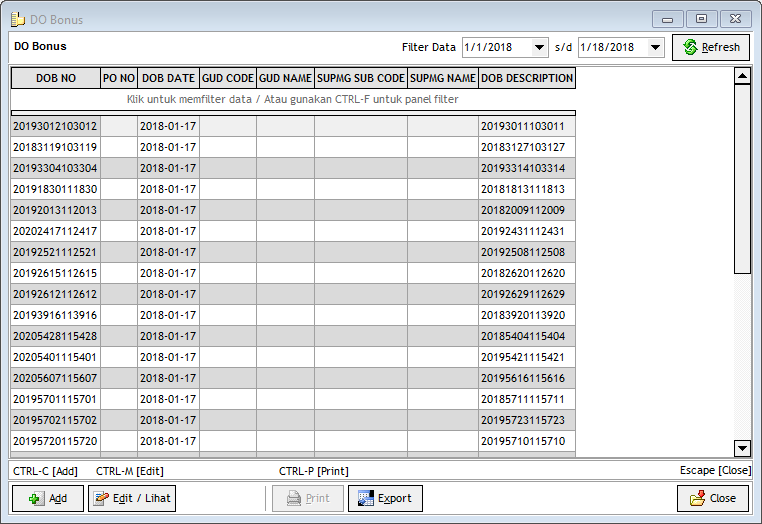 DO Bonus
DO Bonus Filter Data 1/1/2018 s/d 1/18/2018 Refresh
DOB NO PO NO DOB DATE GUD CODE GUD NAME SUPMG SUB CODE SUPMG NAME DOB DESCRIPTION
Klik untuk memfilter data / Atau gunakan CTRL-F untuk panel filter
20193012103012 2018-01-17 20193011103011
20183119103119 2018-01-17 20183127103127
20193304103304 2018-01-17 20193314103314
20191830111830 2018-01-17 20181813111813
20192013112013 2018-01-17 20182009112009
20202417112417 2018-01-17 20192431112431
20192521112521 2018-01-17 20192508112508
20192615112615 2018-01-17 20182620112620
20192612112612 2018-01-17 20192629112629
20193916113916 2018-01-17 20183920113920
20205428115428 2018-01-17 20185404115404
20205401115401 2018-01-17 20195421115421
20205607115607 2018-01-17 20195616115616
20195701115701 2018-01-17 20185711115711
20195702115702 2018-01-17 20195723115723
20195720115720 2018-01-17 20195710115710
CTRL-C [Add] CTRL-M [Edit] CTRL-P [Print] Escape [Close]
Add Edit / Lihat Print Export Close